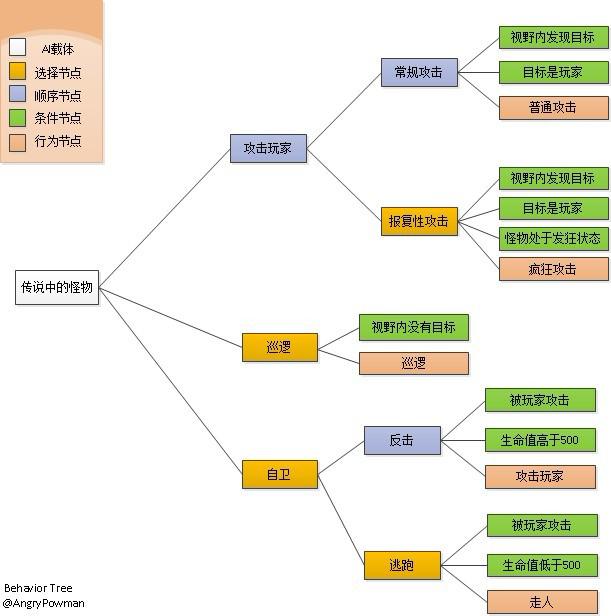 AI载体
选择节点
顺序节点
条件节点
行为节点
传说中的怪物
攻击玩家
常规攻击
视野内发现目标
目标是玩家
普通攻击
报复性攻击
视野内发现目标
目标是玩家
怪物处于发狂状态
疯狂攻击
巡逻
视野内没有目标
巡逻
自卫
反击
被玩家攻击
生命值高于500
攻击玩家
逃跑
被玩家攻击
生命值低于500
走人
Behavior Tree
@AngryPowman